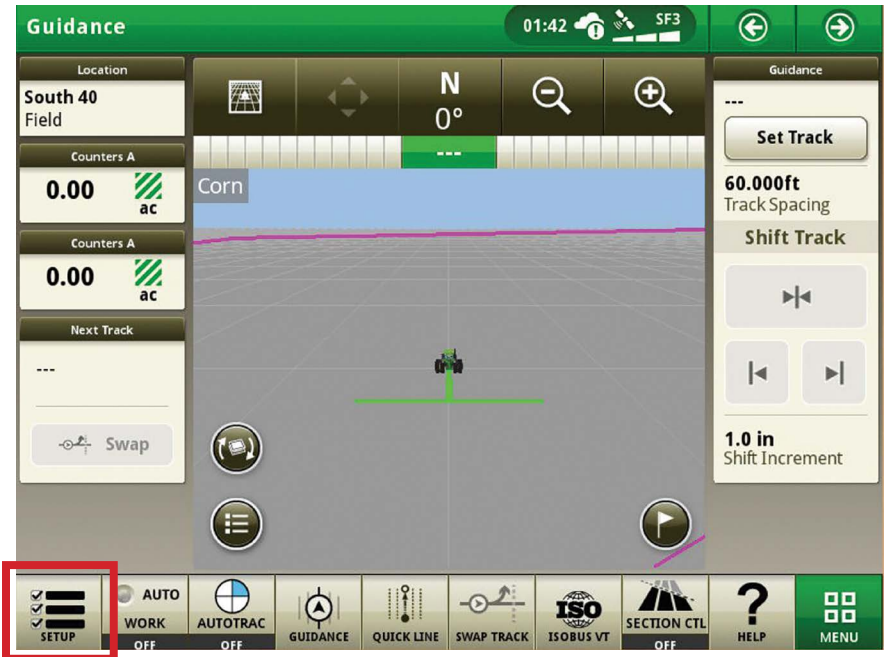 Guidance
01:42
SF3
Location
South 40
Field
Counters A
0.00
ac
Counters A
0.00
ac
Next Track
---
Swap
N
0°
---
Corn
Guidance
---
Set Track
60.000ft
Track Spacing
Shift Track
1.0 in
Shift Increment
SETUP
AUTO
WORK
OFF
AUTOTRAC
OFF
GUIDANCE
QUICK LINE
SWAP TRACK
ISO
ISOBUS VT
SECTION CTL
OFF
?
HELP
MENU